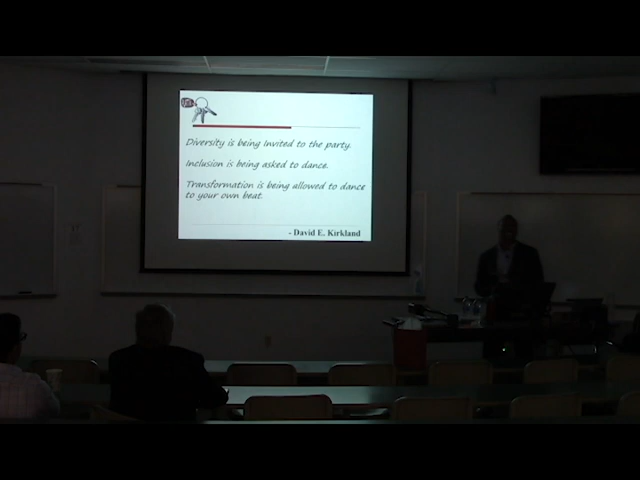 Diversity is being invited to the party.
Inclusion is being asked to dance.
Transformation is being allowed to dance
to your own beat.
- David E. Kirkland